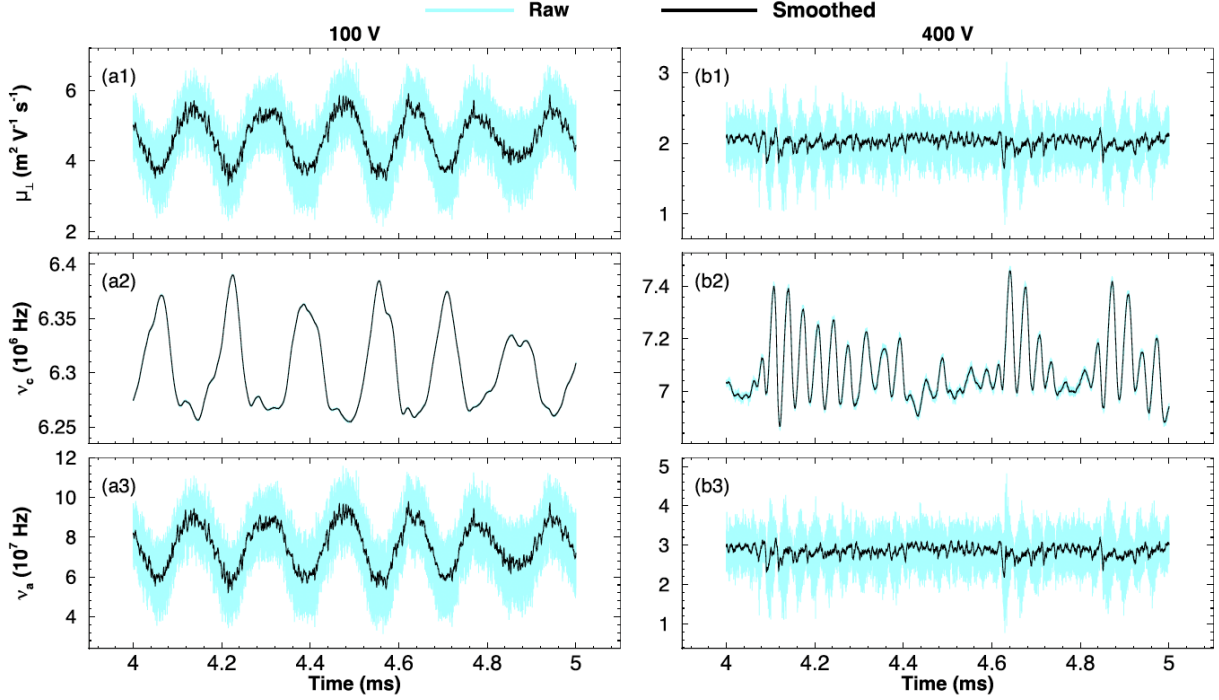 Raw Smoothed
100 V 400 V
(a1) (b1)
μ⊥ (m² V⁻¹ s⁻¹)
6
4
2
3
2
1
(a2) (b2)
ν_c (10⁶ Hz)
6.4
6.35
6.3
6.25
7.4
7.2
7
(a3) (b3)
ν_a (10⁷ Hz)
12
10
8
6
4
5
4
3
2
1
4 4.2 4.4 4.6 4.8 5 4 4.2 4.4 4.6 4.8 5
Time (ms) Time (ms)